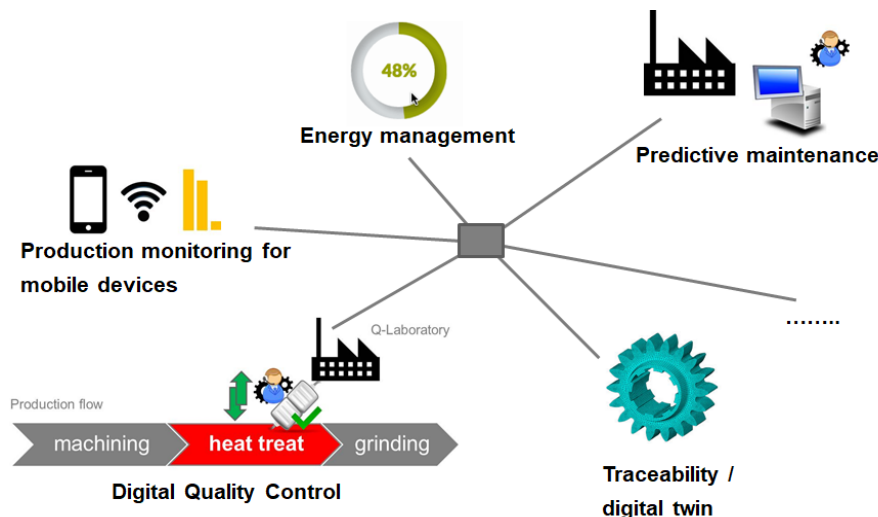 48%
Energy management
Predictive maintenance
Production monitoring for
mobile devices
........
Q-Laboratory
Production flow
machining
heat treat
grinding
Digital Quality Control
Traceability /
digital twin